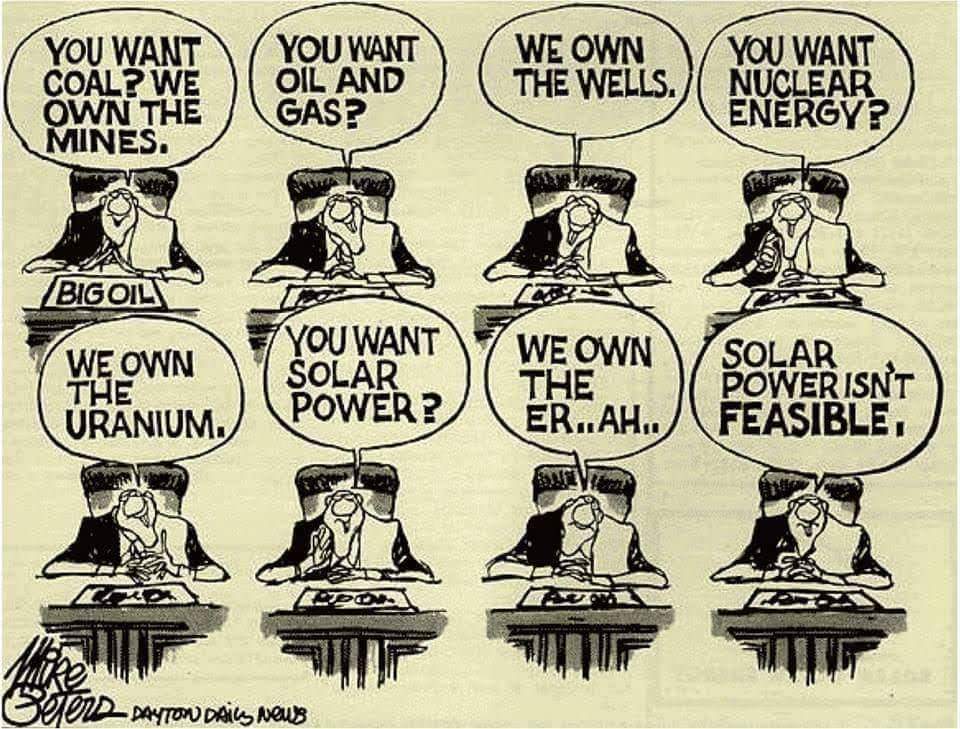 YOU WANT
COAL? WE
OWN THE
MINES.
YOU WANT
OIL AND
GAS?
WE OWN
THE WELLS.
YOU WANT
NUCLEAR
ENERGY?
BIG OIL
WE OWN
THE
URANIUM.
YOU WANT
SOLAR
POWER?
WE OWN
THE
ER..AH..
SOLAR
POWER ISN'T
FEASIBLE.
MIKE
PETERS
DAYTON DAILY NEWS